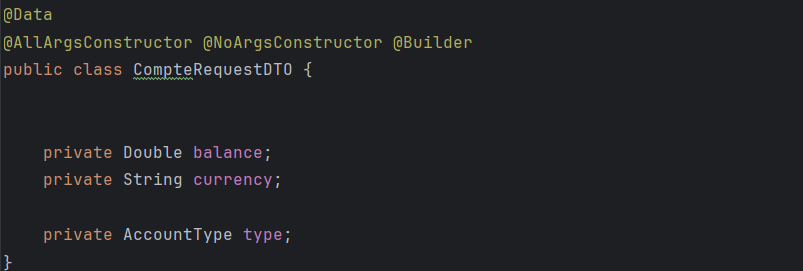 @Data
@AllArgsConstructor @NoArgsConstructor @Builder
public class CompteRequestDTO {
private Double balance;
private String currency;
private AccountType type;
}